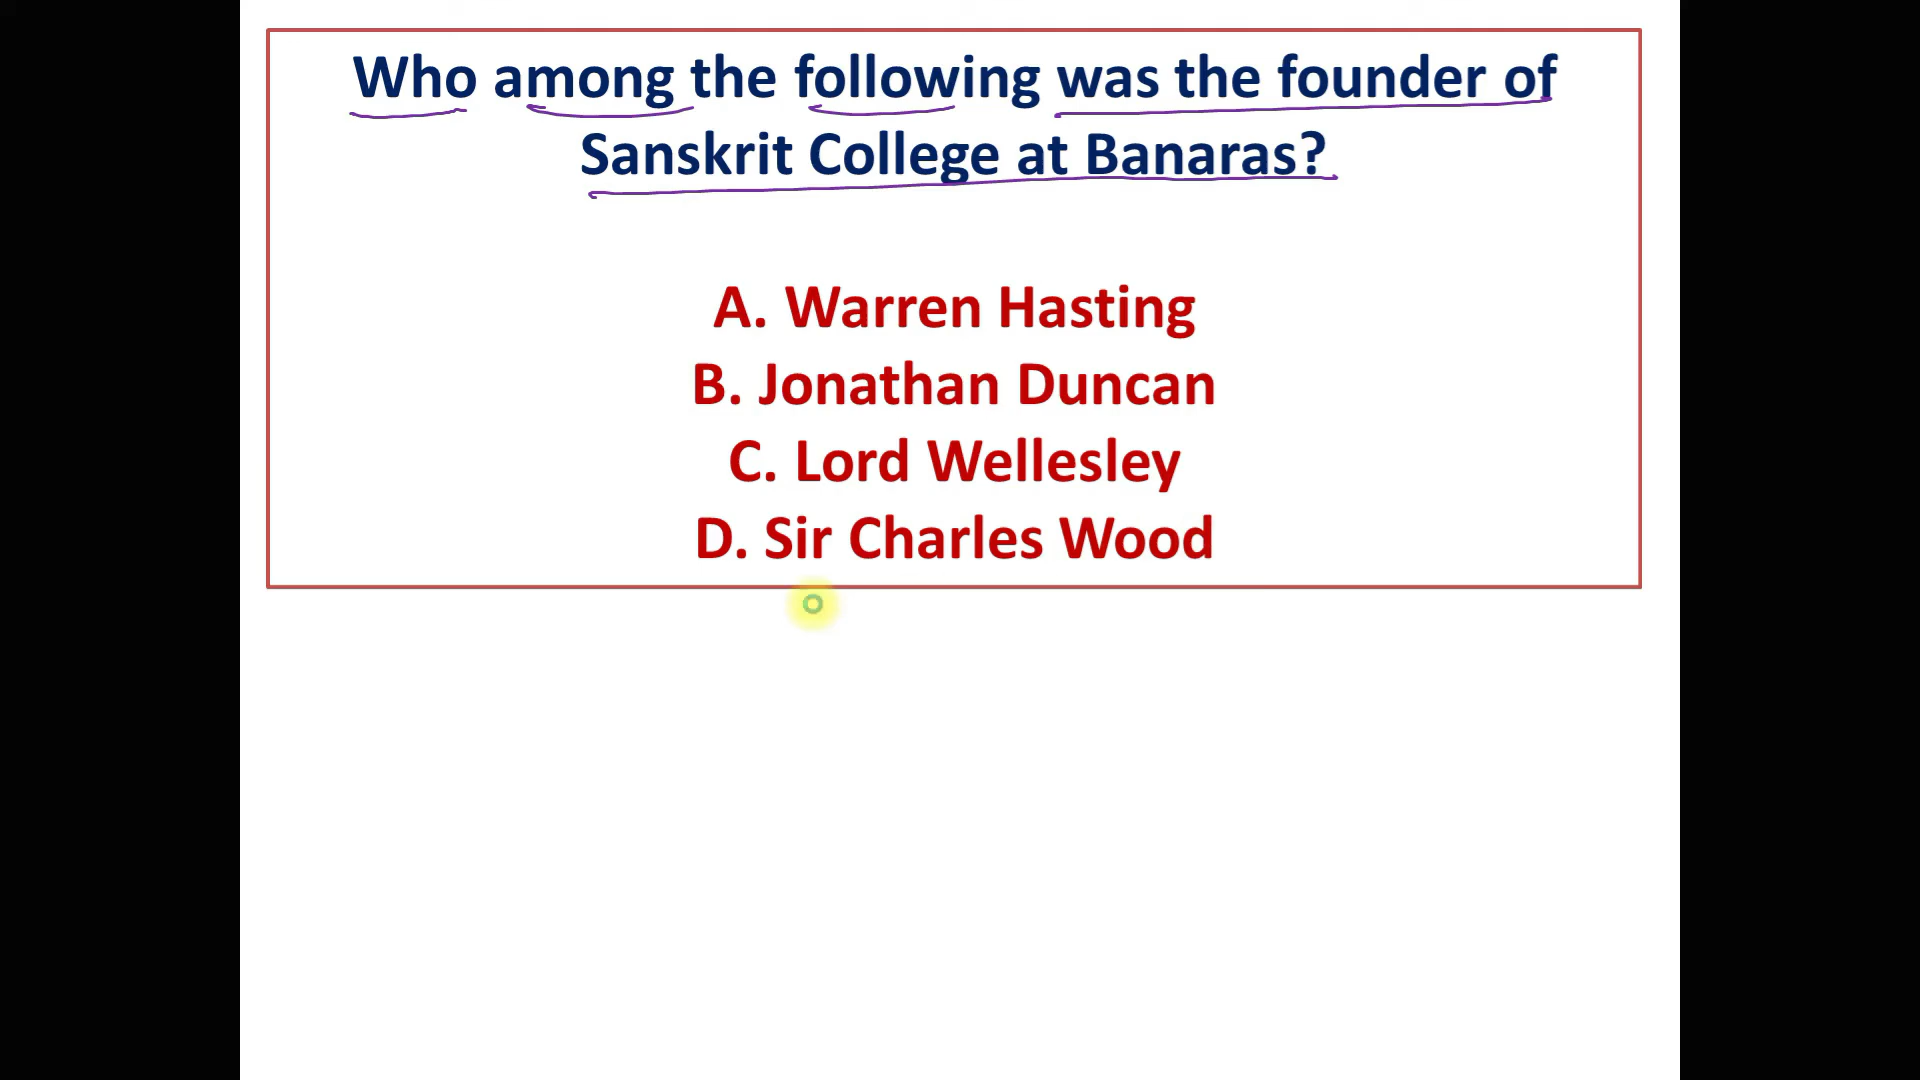 Who among the following was the founder of
Sanskrit College at Banaras?
A. Warren Hasting
B. Jonathan Duncan
C. Lord Wellesley
D. Sir Charles Wood